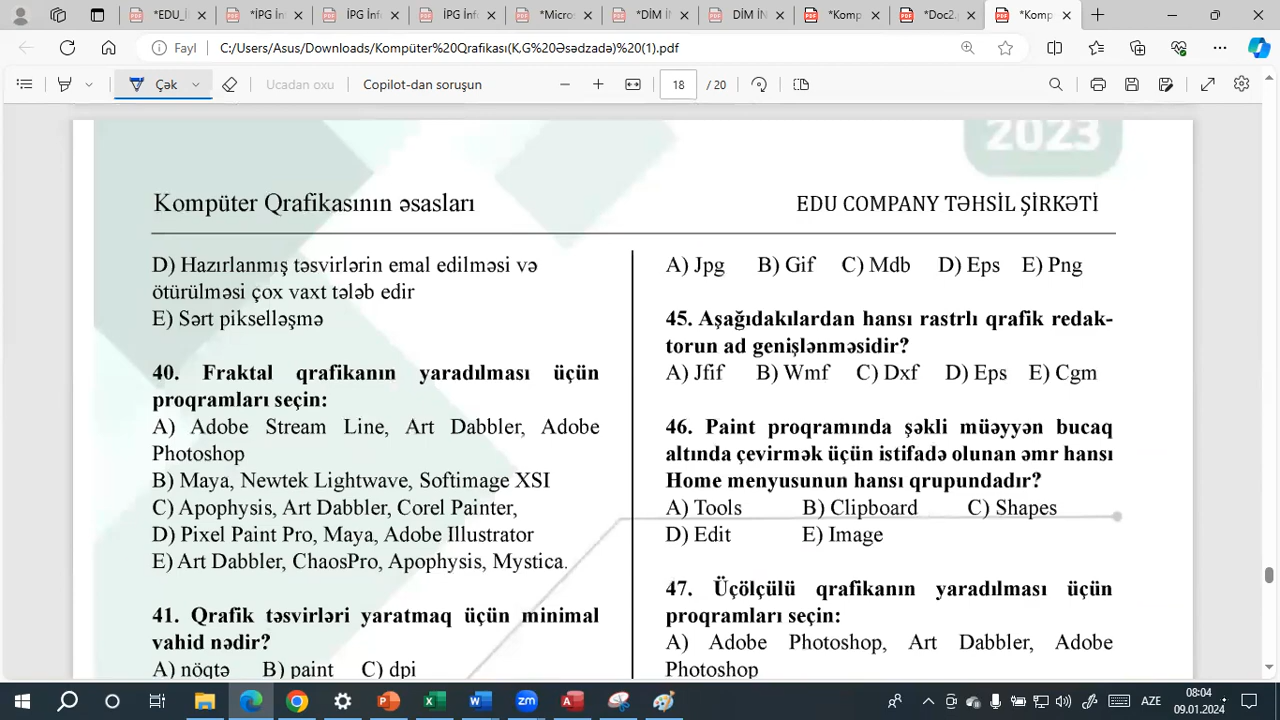 *EDU_İ
*İPG İn
İPG İnf
İPG İnfo
*Micros
*DİM İ
DİM İN
*Komp
*Doc2.
*Komp
Fayl
C:/Users/Asus/Downloads/Kompüter%20Qrafikası(K.G%20Əsədzadə)%20(1).pdf
Çək
Ucadan oxu
Copilot-dan soruşun
18 / 20
2023
Kompüter Qrafikasının əsasları
EDU COMPANY TƏHSİL ŞİRKƏTİ
D) Hazırlanmış təsvirlərin emal edilməsi və
ötürülməsi çox vaxt tələb edir
E) Sərt pikselləşmə
40. Fraktal qrafikanın yaradılması üçün
proqramları seçin:
A) Adobe Stream Line, Art Dabbler, Adobe
Photoshop
B) Maya, Newtek Lightwave, Softimage XSI
C) Apophysis, Art Dabbler, Corel Painter,
D) Pixel Paint Pro, Maya, Adobe Illustrator
E) Art Dabbler, ChaosPro, Apophysis, Mystica.
41. Qrafik təsvirləri yaratmaq üçün minimal
vahid nədir?
A) nöqtə B) paint C) dpi
A) Jpg B) Gif C) Mdb D) Eps E) Png
45. Aşağıdakılardan hansı rastrlı qrafik redak-
torun ad genişlənməsidir?
A) Jfif B) Wmf C) Dxf D) Eps E) Cgm
46. Paint proqramında şəkli müəyyən bucaq
altında çevirmək üçün istifadə olunan əmr hansı
Home menyusunun hansı qrupundadır?
A) Tools B) Clipboard C) Shapes
D) Edit E) Image
47. Üçölçülü qrafikanın yaradılması üçün
proqramları seçin:
A) Adobe Photoshop, Art Dabbler, Adobe
Photoshop
AZE
08:04
09.01.2024